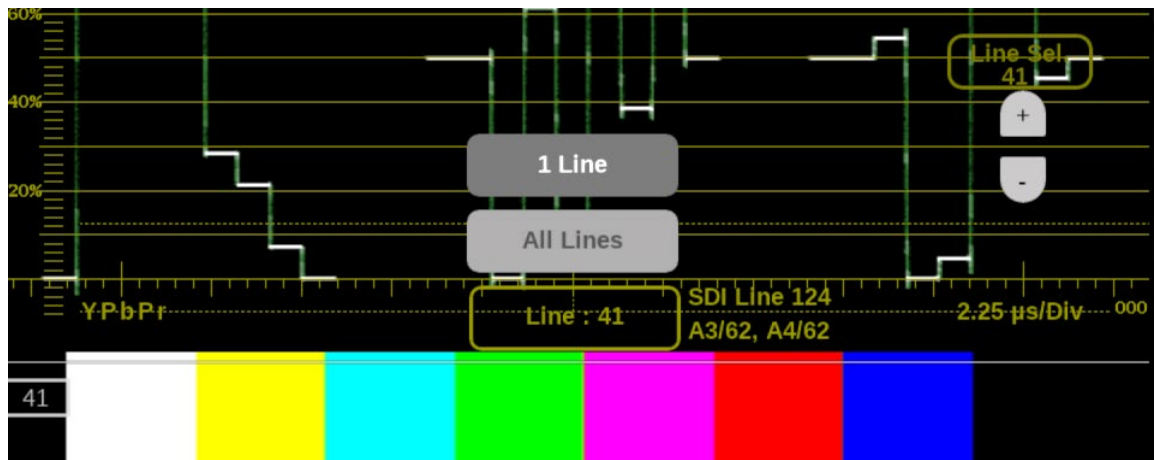 60%
Line Sel.
41
40%
+
1 Line
20%
-
All Lines
YPbPr
Line : 41
SDI Line 124
A3/62, A4/62
2.25 µs/Div
000
41